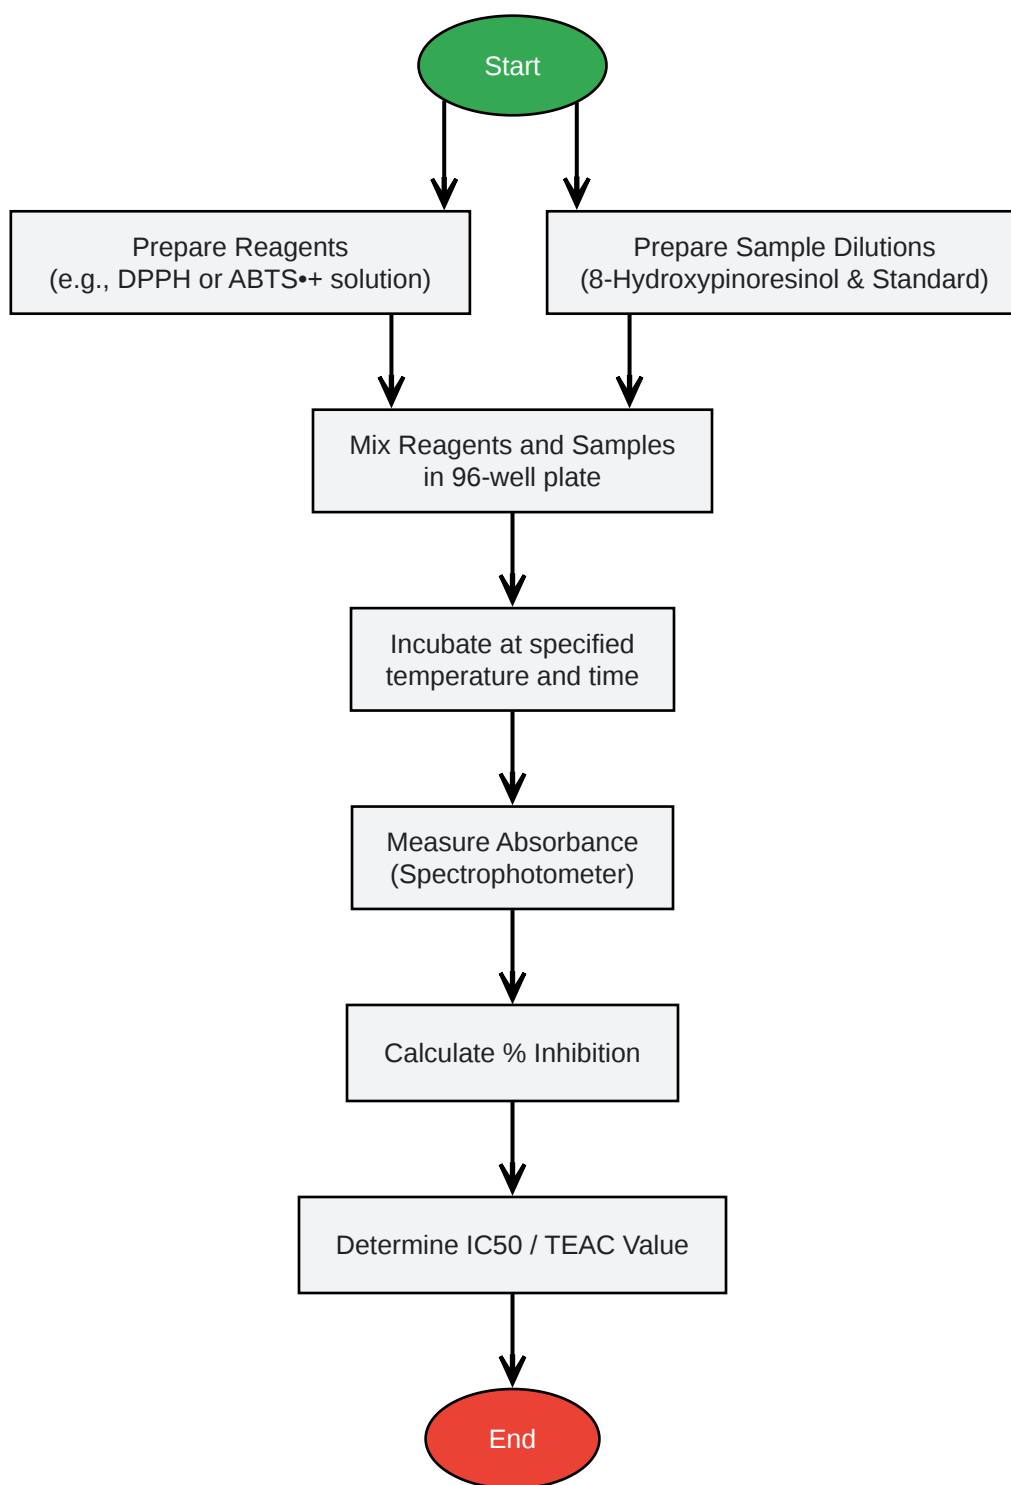 Start
Prepare Reagents
(e.g., DPPH or ABTS•+ solution)
Prepare Sample Dilutions
(8-Hydroxypinoresinol & Standard)
Mix Reagents and Samples
in 96-well plate
Incubate at specified
temperature and time
Measure Absorbance
(Spectrophotometer)
Calculate % Inhibition
Determine IC50 / TEAC Value
End